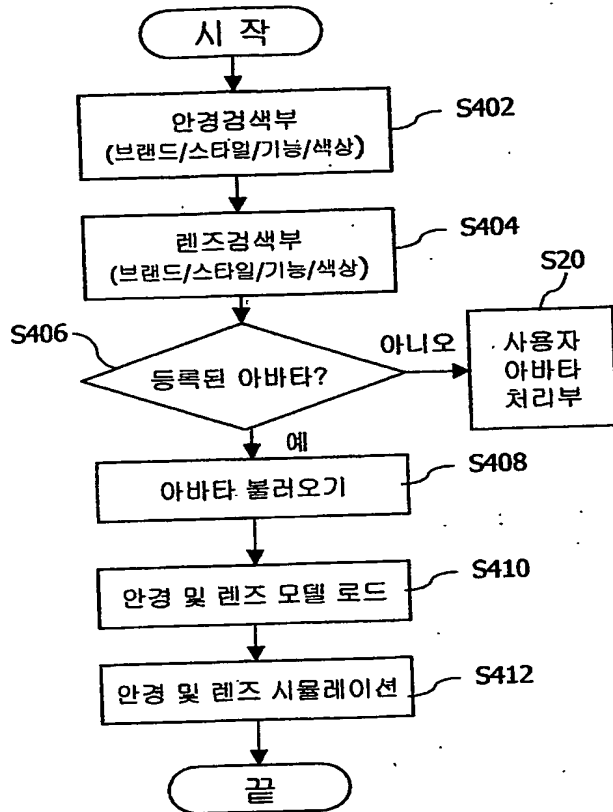 시 작
안경검색부
(브랜드/스타일/기능/색상)
S402
렌즈검색부
(브랜드/스타일/기능/색상)
S404
S406
등록된 아바타?
아니오
S20
사용자
아바타
처리부
예
아바타 불러오기
S408
안경 및 렌즈 모델 로드
S410
안경 및 렌즈 시뮬레이션
S412
끝